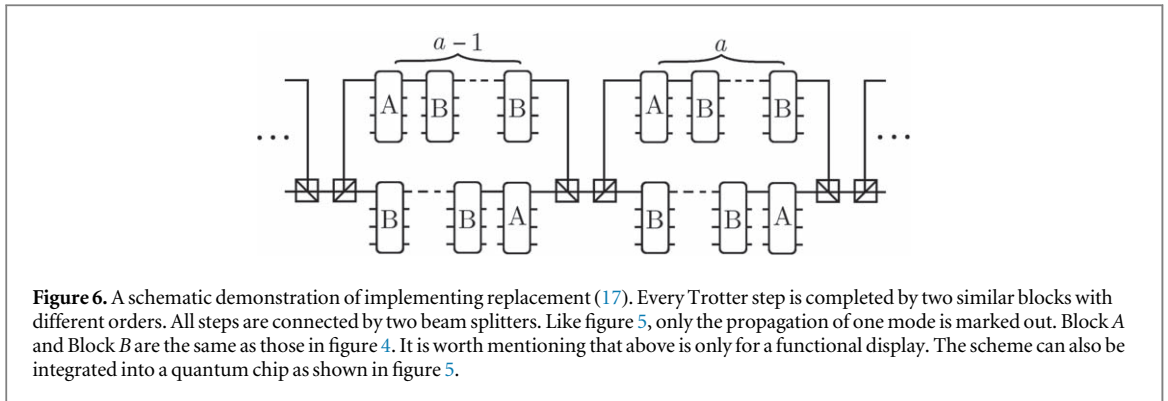 a − 1
a
A B B
A B B
...
...
B B A
B B A
Figure 6. A schematic demonstration of implementing replacement (17). Every Trotter step is completed by two similar blocks with
different orders. All steps are connected by two beam splitters. Like figure 5, only the propagation of one mode is marked out. Block A
and Block B are the same as those in figure 4. It is worth mentioning that above is only for a functional display. The scheme can also be
integrated into a quantum chip as shown in figure 5.